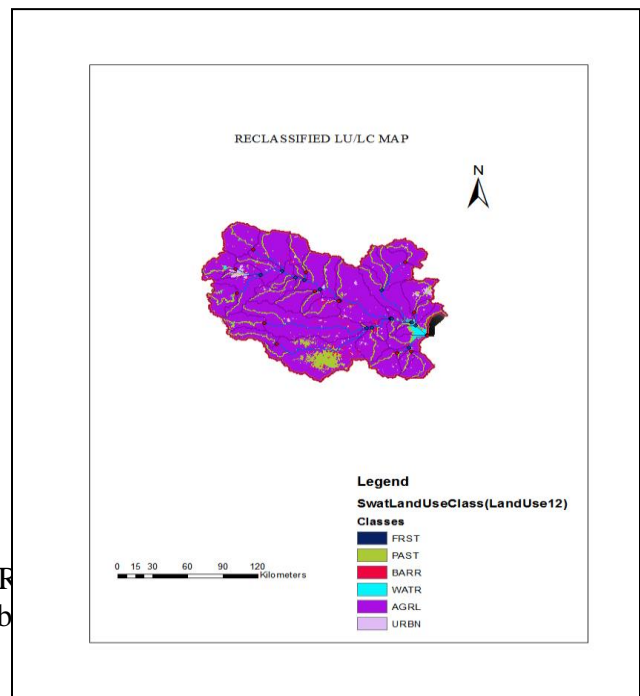 RECLASSIFIED LU/LC MAP
N
Legend
SwatLandUseClass(LandUse12)
Classes
FRST
PAST
BARR
WATR
AGRL
URBN
0 15 30 60 90 120
Kilometers
R
b